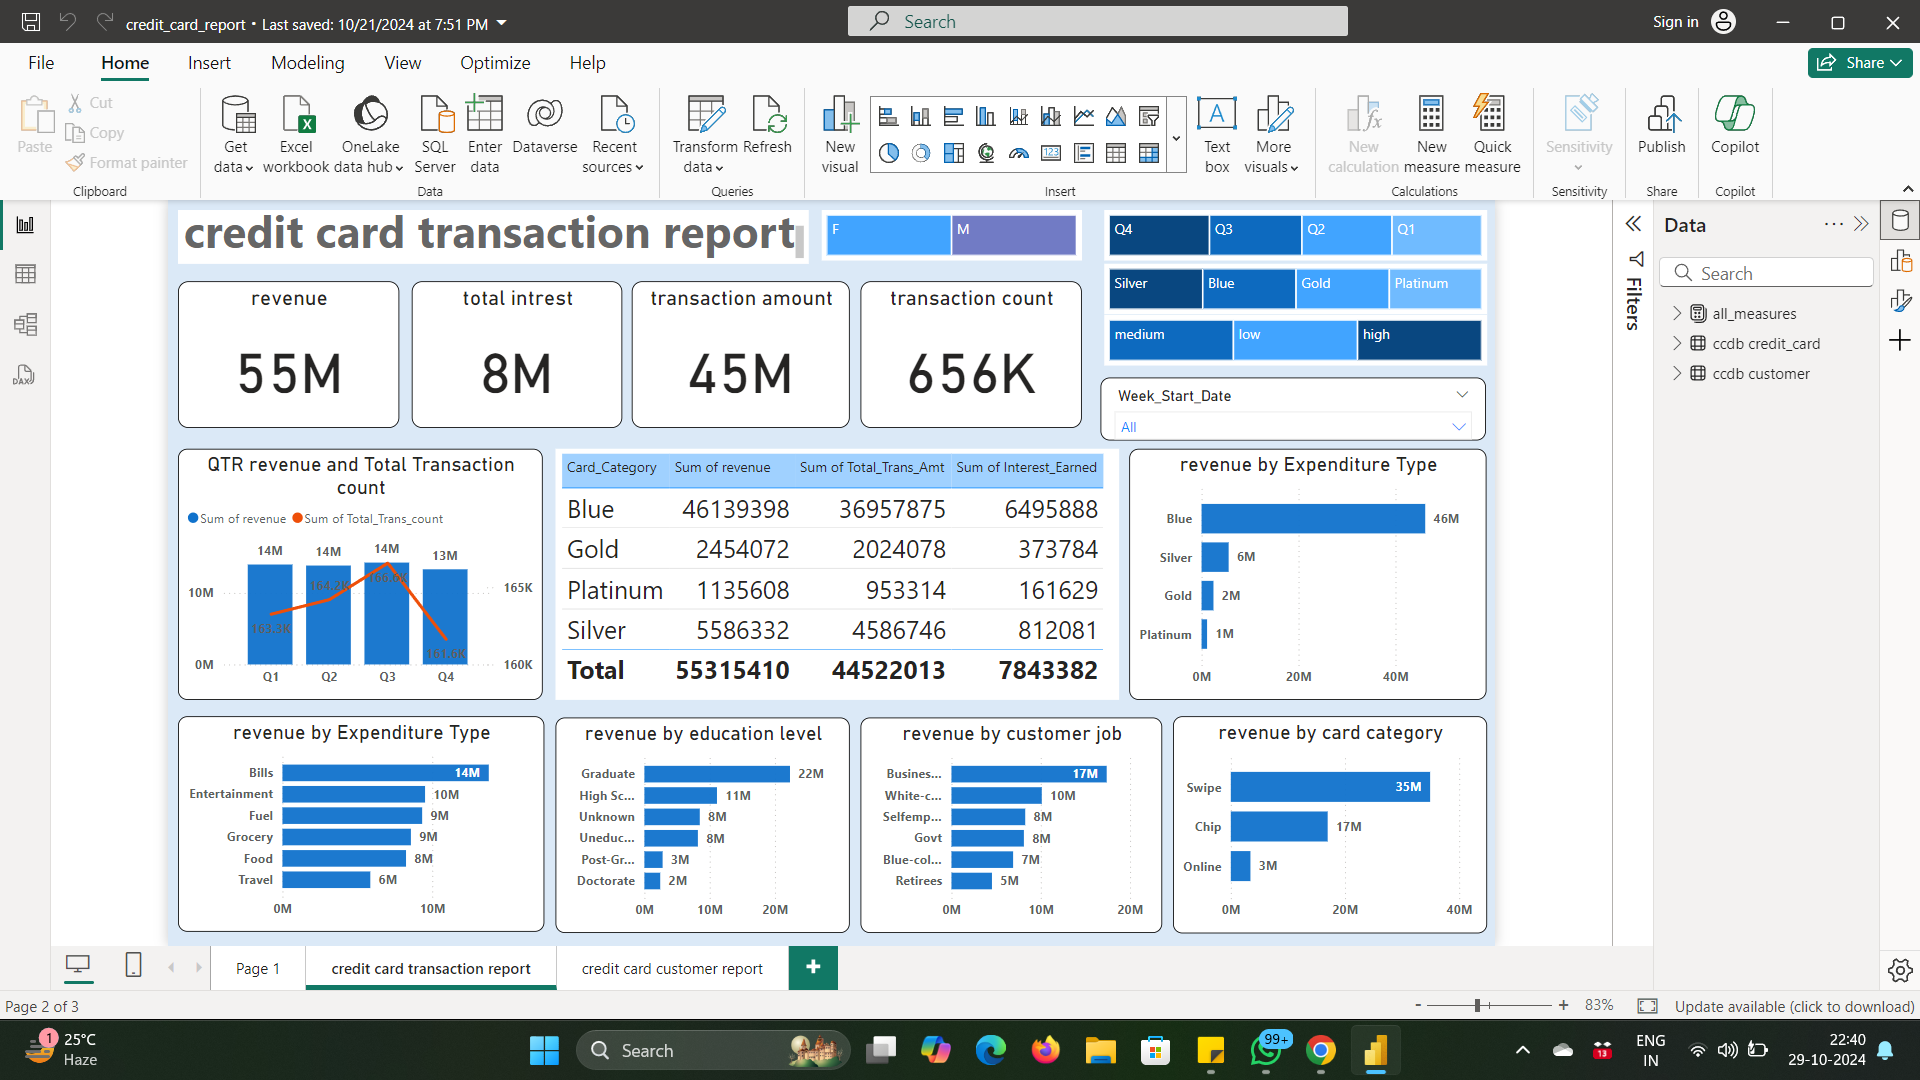 credit_card_report • Last saved: 10/21/2024 at 7:51 PM
Search
Sign in
File Home Insert Modeling View Optimize Help
Share
Paste
Cut
Copy
Format painter
Clipboard
Get data
Excel workbook
OneLake data hub
SQL Server
Enter data
Dataverse
Recent sources
Data
Transform data
Refresh
Queries
New visual
123
Text box
More visuals
Insert
New calculation
New measure
Quick measure
Calculations
Sensitivity
Sensitivity
Publish
Share
Copilot
Copilot
DAX
credit card transaction report
F M
Q4 Q3 Q2 Q1
Silver Blue Gold Platinum
medium low high
revenue
55M
total intrest
8M
transaction amount
45M
transaction count
656K
Week_Start_Date
All
QTR revenue and Total Transaction
count
Sum of revenue Sum of Total_Trans_count
14M 14M 14M 13M
163.3K 164.2K 166.6K 161.6K
10M
0M
165K
160K
Q1 Q2 Q3 Q4
Card_Category Sum of revenue Sum of Total_Trans_Amt Sum of Interest_Earned
Blue 46139398 36957875 6495888
Gold 2454072 2024078 373784
Platinum 1135608 953314 161629
Silver 5586332 4586746 812081
Total 55315410 44522013 7843382
revenue by Expenditure Type
Blue 46M
Silver 6M
Gold 2M
Platinum 1M
0M 20M 40M
revenue by Expenditure Type
Bills 14M
Entertainment 10M
Fuel 9M
Grocery 9M
Food 8M
Travel 6M
0M 10M
revenue by education level
Graduate 22M
High Sc... 11M
Unknown 8M
Uneduc... 8M
Post-Gr... 3M
Doctorate 2M
0M 10M 20M
revenue by customer job
Busines... 17M
White-c... 10M
Selfemp... 8M
Govt 8M
Blue-col... 7M
Retirees 5M
0M 10M 20M
revenue by card category
Swipe 35M
Chip 17M
Online 3M
0M 20M 40M
Filters
Data
Search
all_measures
ccdb credit_card
ccdb customer
Page 1
credit card transaction report
credit card customer report
+
Page 2 of 3
- + 83%
Update available (click to download)
1
25°C
Haze
Search
99+
13
ENG
IN
22:40
29-10-2024